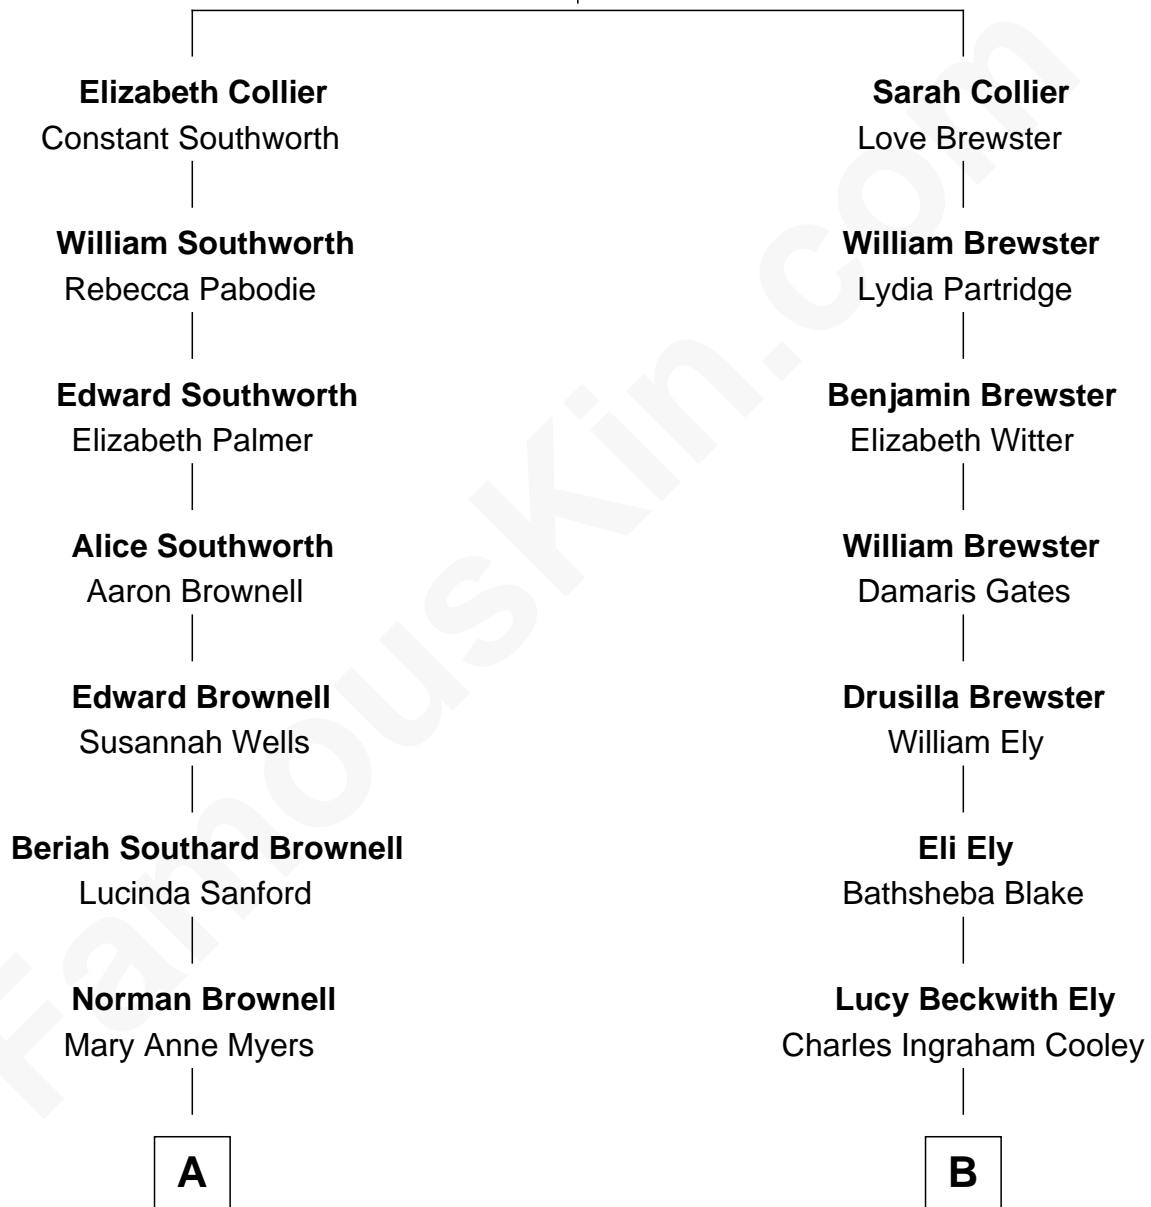 Elizabeth Collier
Constant Southworth
William Southworth
Rebecca Pabodie
Edward Southworth
Elizabeth Palmer
Alice Southworth
Aaron Brownell
Edward Brownell
Susannah Wells
Beriah Southard Brownell
Lucinda Sanford
Norman Brownell
Mary Anne Myers
A
Sarah Collier
Love Brewster
William Brewster
Lydia Partridge
Benjamin Brewster
Elizabeth Witter
William Brewster
Damaris Gates
Drusilla Brewster
William Ely
Eli Ely
Bathsheba Blake
Lucy Beckwith Ely
Charles Ingraham Cooley
B
FamousKin.com